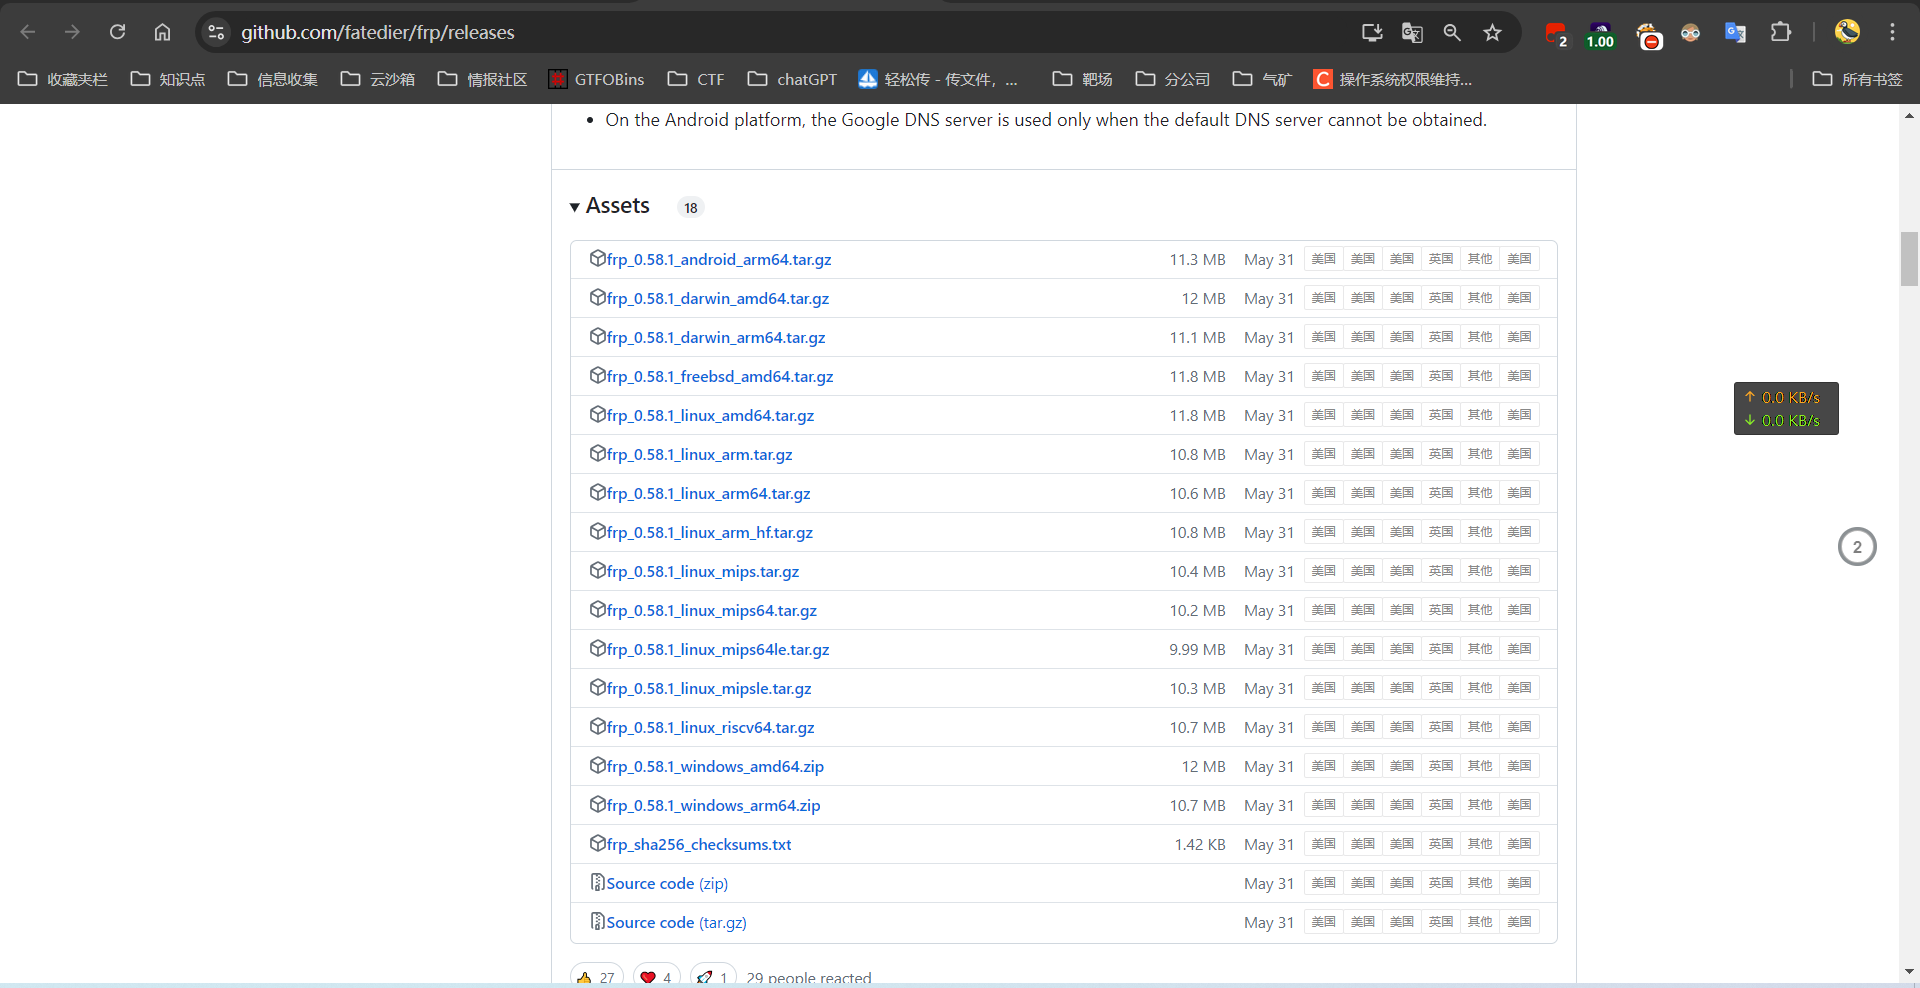 github.com/fatedier/frp/releases
2
1.00
收藏夹栏 知识点 信息收集 云沙箱 情报社区 GTFOBins CTF chatGPT 轻松传 - 传文件，... 靶场 分公司 气矿 操作系统权限维持... 所有书签
• On the Android platform, the Google DNS server is used only when the default DNS server cannot be obtained.
Assets 18
frp_0.58.1_android_arm64.tar.gz 11.3 MB May 31 美国 美国 美国 英国 其他 美国
frp_0.58.1_darwin_amd64.tar.gz 12 MB May 31 美国 美国 美国 英国 其他 美国
frp_0.58.1_darwin_arm64.tar.gz 11.1 MB May 31 美国 美国 美国 英国 其他 美国
frp_0.58.1_freebsd_amd64.tar.gz 11.8 MB May 31 美国 美国 美国 英国 其他 美国
frp_0.58.1_linux_amd64.tar.gz 11.8 MB May 31 美国 美国 美国 英国 其他 美国
frp_0.58.1_linux_arm.tar.gz 10.8 MB May 31 美国 美国 美国 英国 其他 美国
frp_0.58.1_linux_arm64.tar.gz 10.6 MB May 31 美国 美国 美国 英国 其他 美国
frp_0.58.1_linux_arm_hf.tar.gz 10.8 MB May 31 美国 美国 美国 英国 其他 美国
frp_0.58.1_linux_mips.tar.gz 10.4 MB May 31 美国 美国 美国 英国 其他 美国
frp_0.58.1_linux_mips64.tar.gz 10.2 MB May 31 美国 美国 美国 英国 其他 美国
frp_0.58.1_linux_mips64le.tar.gz 9.99 MB May 31 美国 美国 美国 英国 其他 美国
frp_0.58.1_linux_mipsle.tar.gz 10.3 MB May 31 美国 美国 美国 英国 其他 美国
frp_0.58.1_linux_riscv64.tar.gz 10.7 MB May 31 美国 美国 美国 英国 其他 美国
frp_0.58.1_windows_amd64.zip 12 MB May 31 美国 美国 美国 英国 其他 美国
frp_0.58.1_windows_arm64.zip 10.7 MB May 31 美国 美国 美国 英国 其他 美国
frp_sha256_checksums.txt 1.42 KB May 31 美国 美国 美国 英国 其他 美国
Source code (zip) May 31 美国 美国 美国 英国 其他 美国
Source code (tar.gz) May 31 美国 美国 美国 英国 其他 美国
27 4 1 29 people reacted
↑ 0.0 KB/s
↓ 0.0 KB/s
2